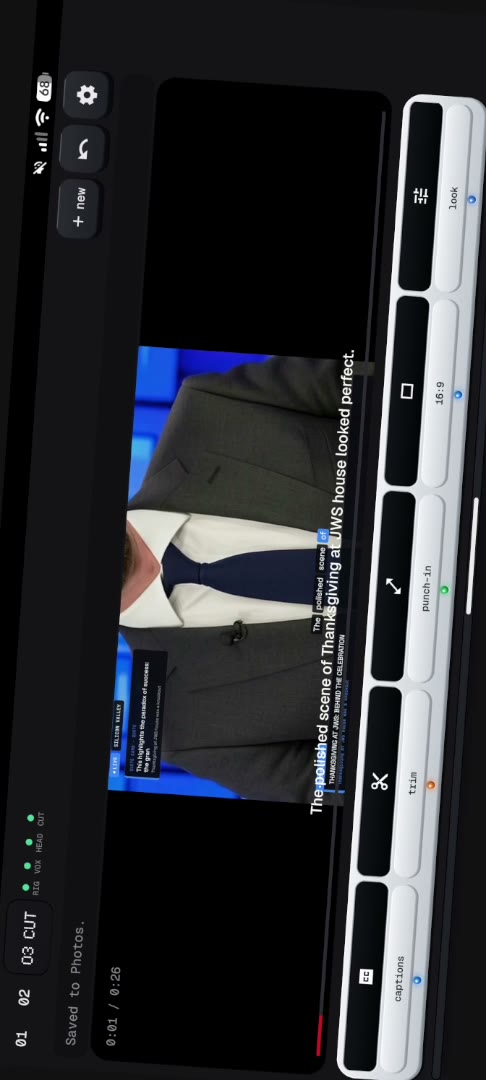 68
+ new
01 02 03 CUT
RIG VOX HEAD CUT
Saved to Photos.
0:01 / 0:26
LIVE SILICON VALLEY
This highlights the paradox of success:
The polished scene of
The polished scene of Thanksgiving at JWS house looked perfect.
THANKSGIVING AT JWS: BEHIND THE CELEBRATION
CC
captions
trim
punch-in
16:9
look